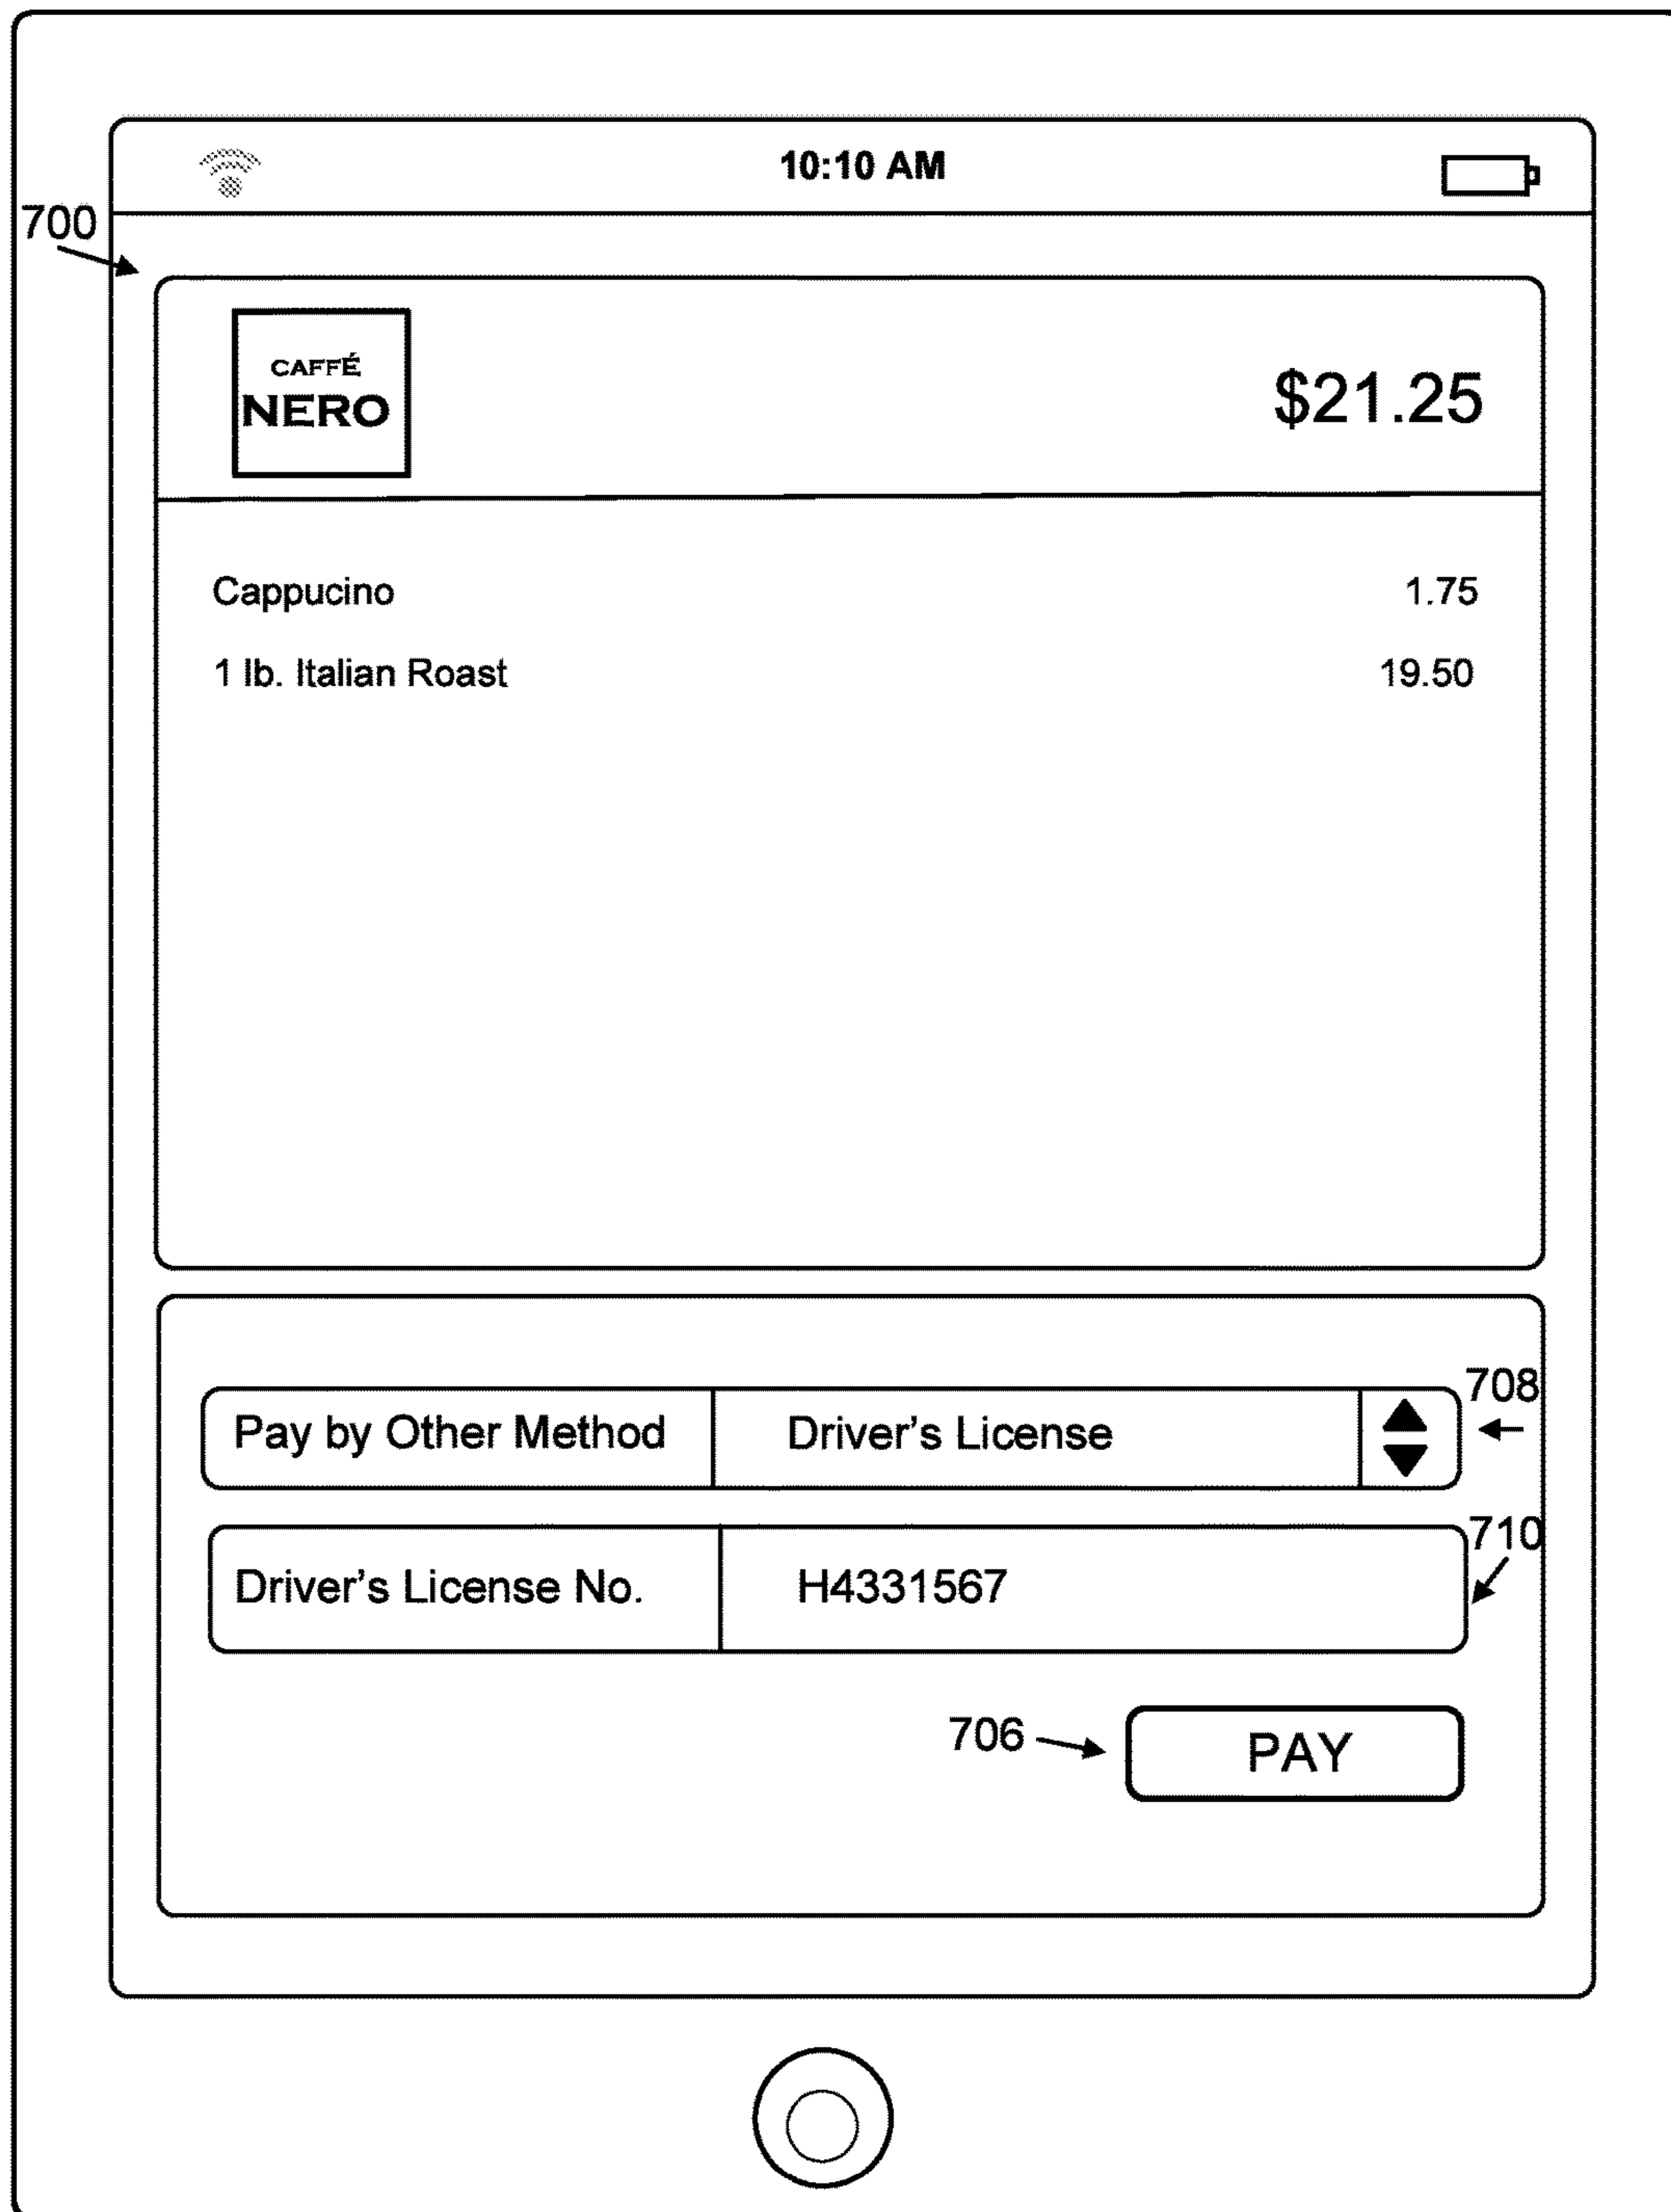 10:10 AM
700
CAFFÉ
NERO
$21.25
Cappucino 1.75
1 lb. Italian Roast 19.50
708
Pay by Other Method Driver's License
710
Driver's License No. H4331567
706 PAY